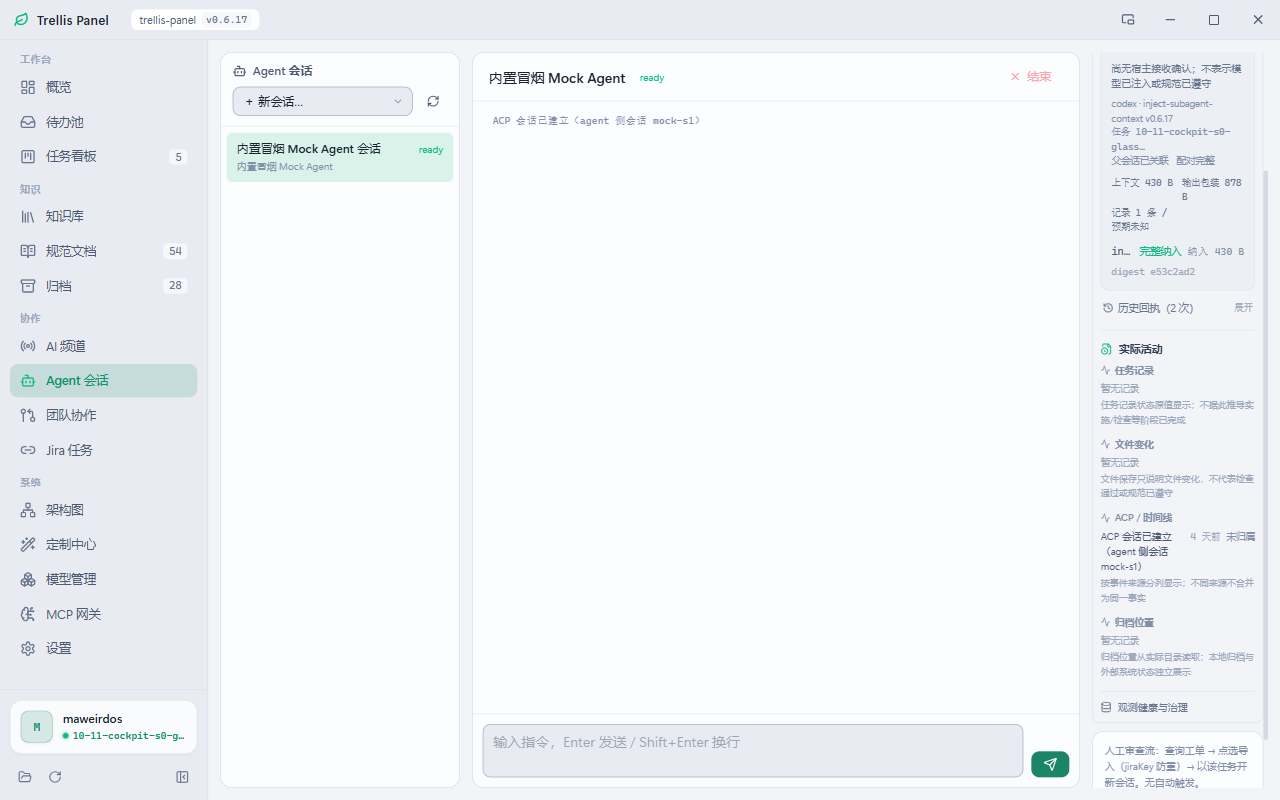 Trellis Panel
trellis-panel v0.6.17
工作台
概览
待办池
任务看板 5
知识
知识库
规范文档 54
归档 28
协作
AI 频道
Agent 会话
团队协作
Jira 任务
系统
架构图
定制中心
模型管理
MCP 网关
设置
M
maweirdos
10-11-cockpit-s0-g…
Agent 会话
+ 新会话...
内置冒烟 Mock Agent 会话 ready
内置冒烟 Mock Agent
内置冒烟 Mock Agent ready
结束
ACP 会话已建立（agent 侧会话 mock-s1）
输入指令，Enter 发送 / Shift+Enter 换行
尚无宿主接收确认；不表示模
型已注入或规范已遵守
codex · inject-subagent-
context v0.6.17
任务 10-11-cockpit-s0-
glass…
父会话已关联 配对完整
上下文 430 B 输出包装 878
B
记录 1 条 /
预期未知
in… 完整纳入 纳入 430 B
digest e53c2ad2
历史回执 (2 次) 展开
实际活动
任务记录
暂无记录
任务记录状态原值显示；不据此推导实
施/检查等阶段已完成
文件变化
暂无记录
文件保存只说明文件变化，不代表检查
通过或规范已遵守
ACP / 时间线
ACP 会话已建立 4 天前 未归属
（agent 侧会话
mock-s1）
按事件来源分列显示；不同来源不合并
为同一事实
归档位置
暂无记录
归档位置从实际目录读取；本地归档与
外部系统状态独立展示
观测健康与治理
人工审查流：查询工单 → 点选导
入（jiraKey 防重）→ 以该任务开
新会话。无自动触发。